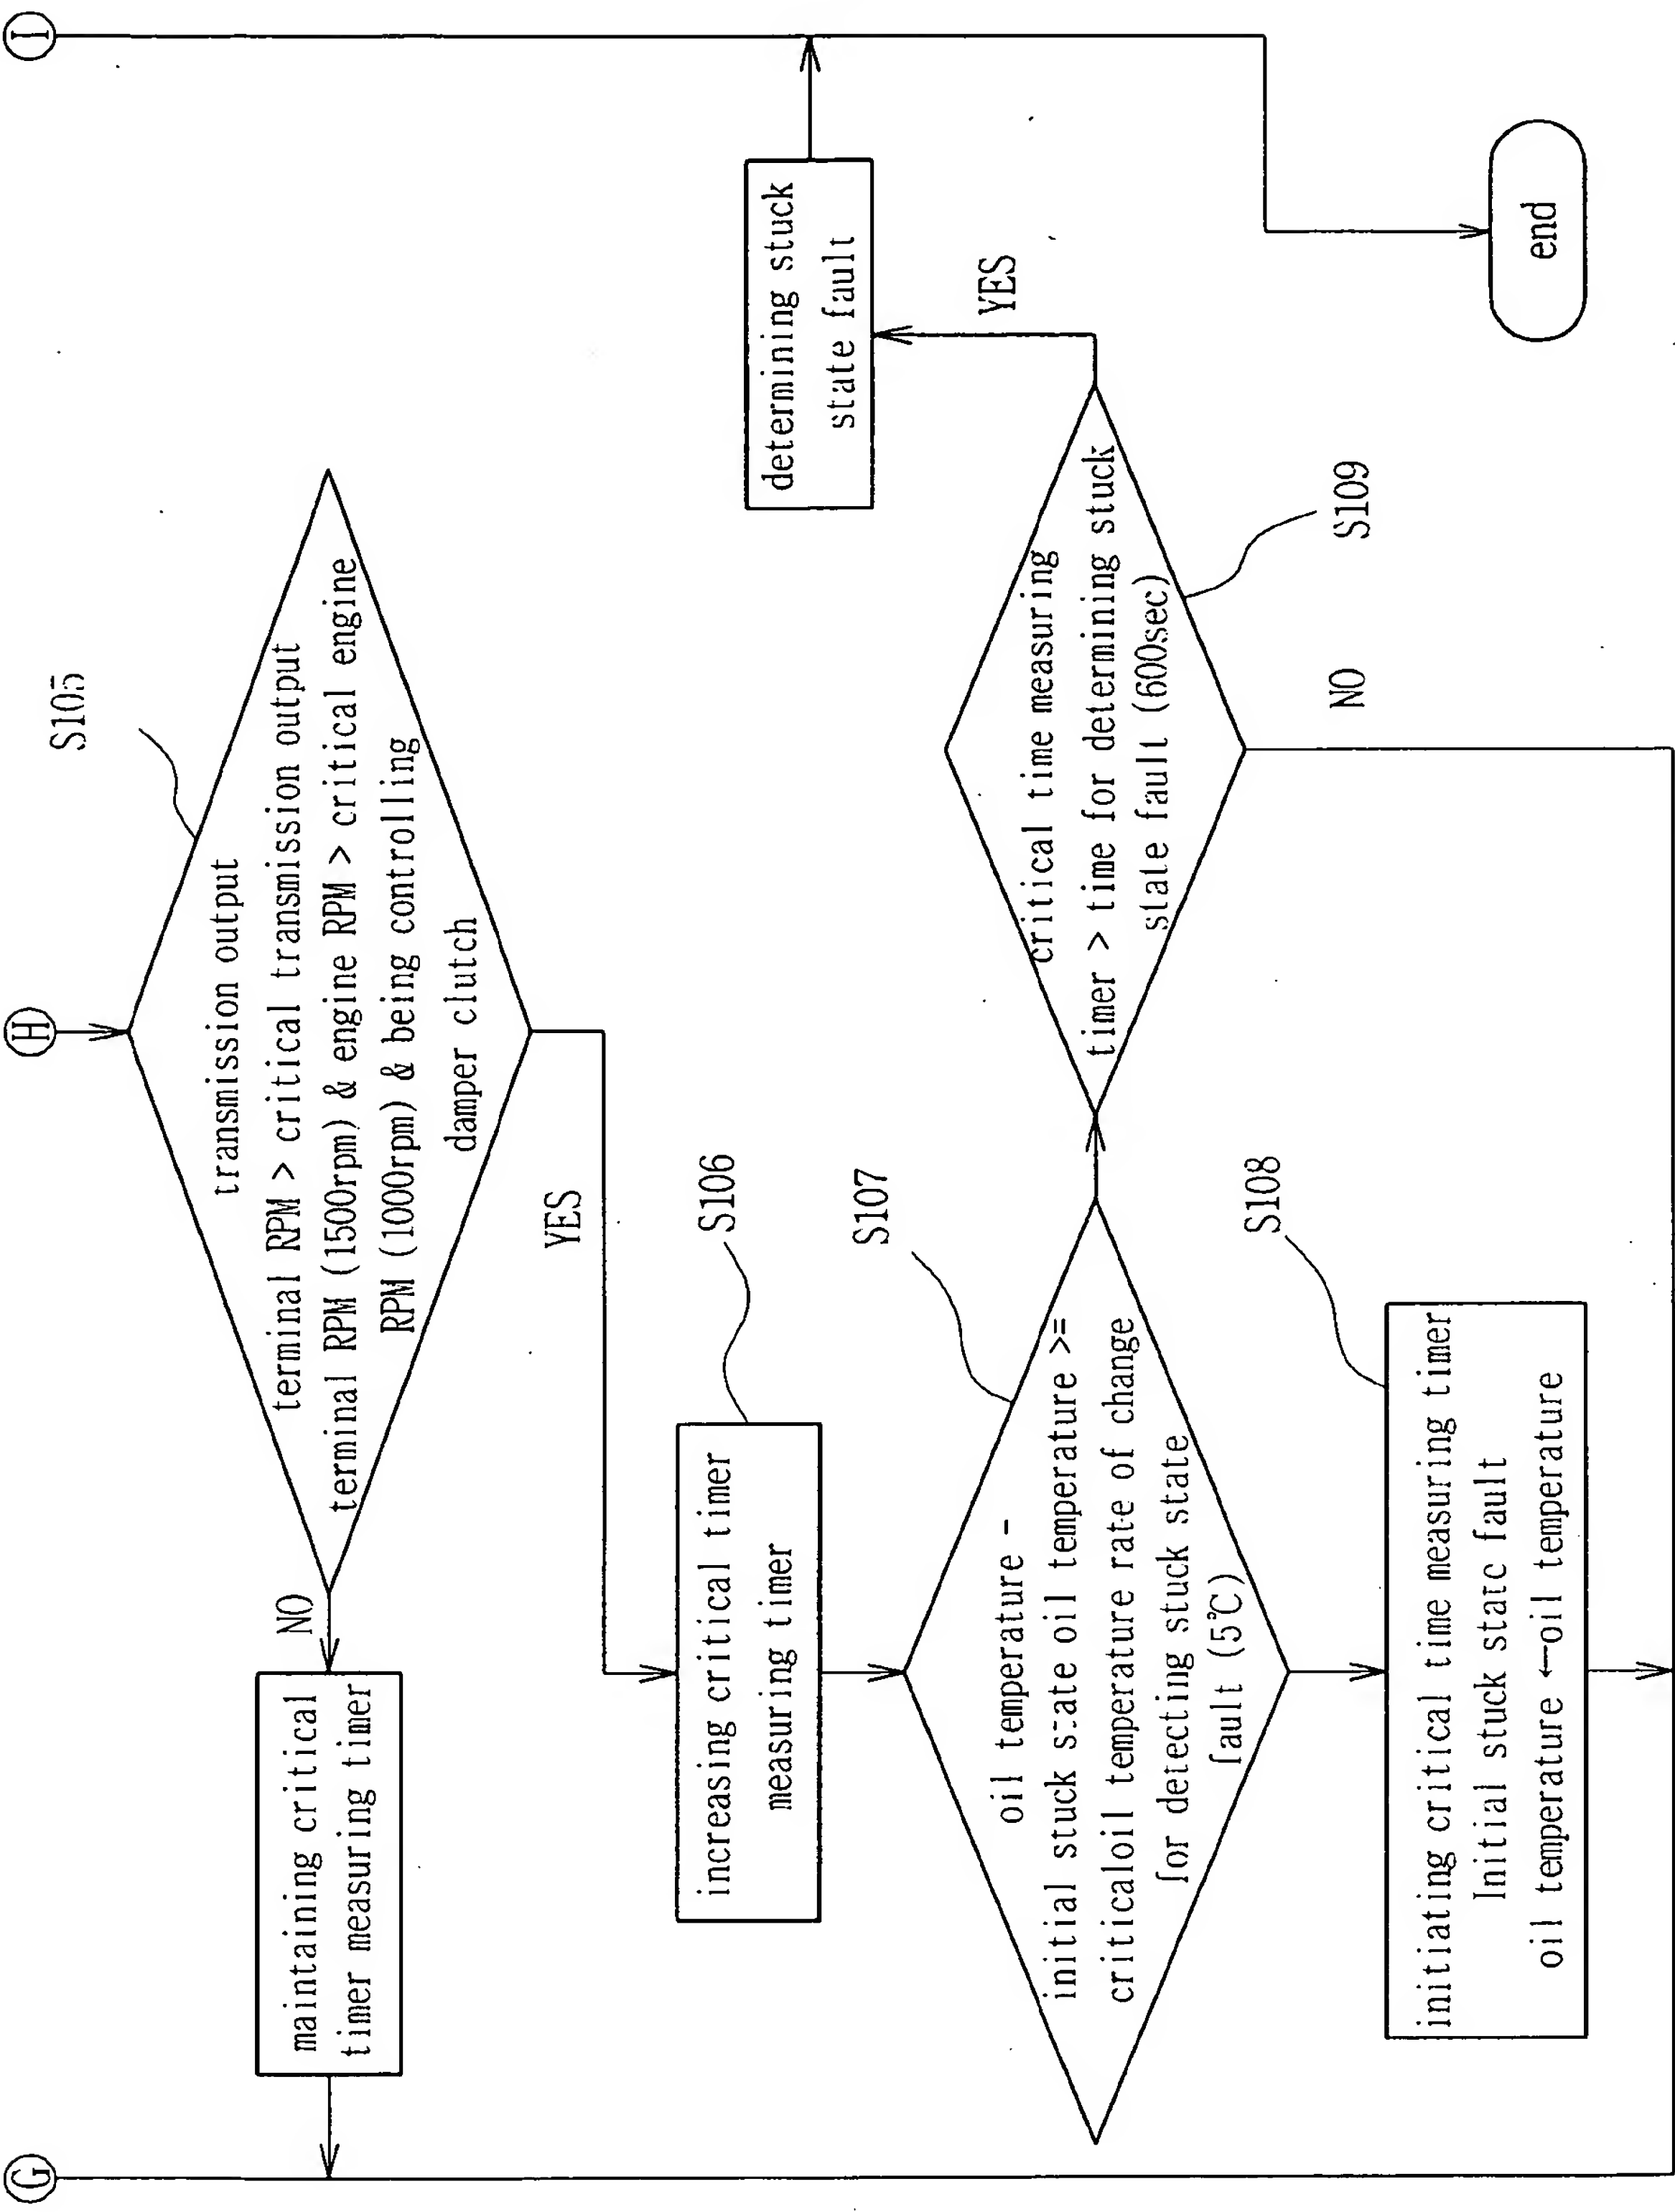 G
H
I
S105
transmission output
terminal RPM > critical transmission output
terminal RPM (1500rpm) & engine RPM > critical engine
RPM (1000rpm) & being controlling
damper clutch
NO
maintaining critical
timer measuring timer
YES
S106
increasing critical timer
measuring timer
S107
oil temperature -
initial stuck state oil temperature >=
criticaloil temperature rate of change
for detecting stuck state
fault (5℃)
S108
initiating critical time measuring timer
Initial stuck state fault
oil temperature ←oil temperature
critical time measuring
timer > time for determining stuck
state fault (600sec)
S109
NO
YES
determining stuck
state fault
end